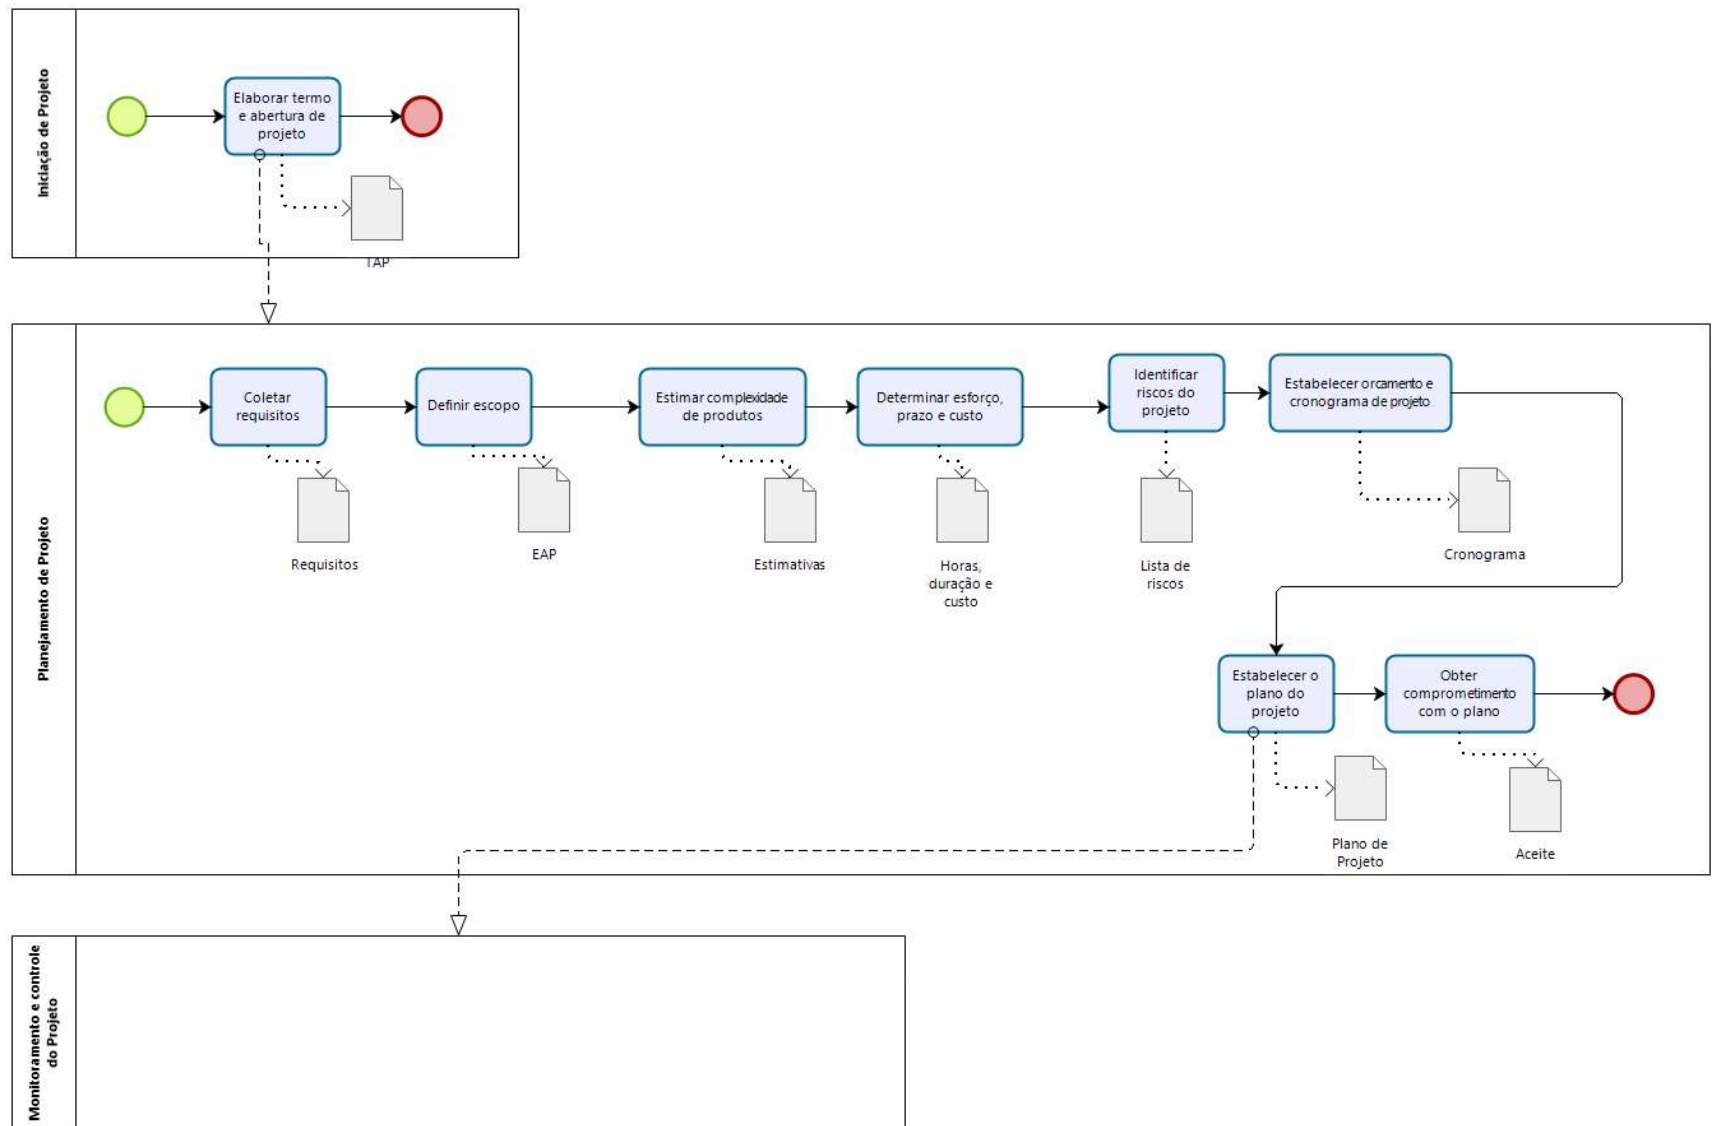 Iniciação de Projeto
Elaborar termo
e abertura de
projeto
TAP
Planejamento de Projeto
Coletar
requisitos
Definir escopo
Estimar complexidade
de produtos
Determinar esforço,
prazo e custo
Identificar
riscos do
projeto
Estabelecer orcamento e
cronograma de projeto
Requisitos
EAP
Estimativas
Horas,
duração e
custo
Lista de
riscos
Cronograma
Estabelecer o
plano do
projeto
Obter
comprometimento
com o plano
Plano de
Projeto
Aceite
Monitoramento e controle
do Projeto